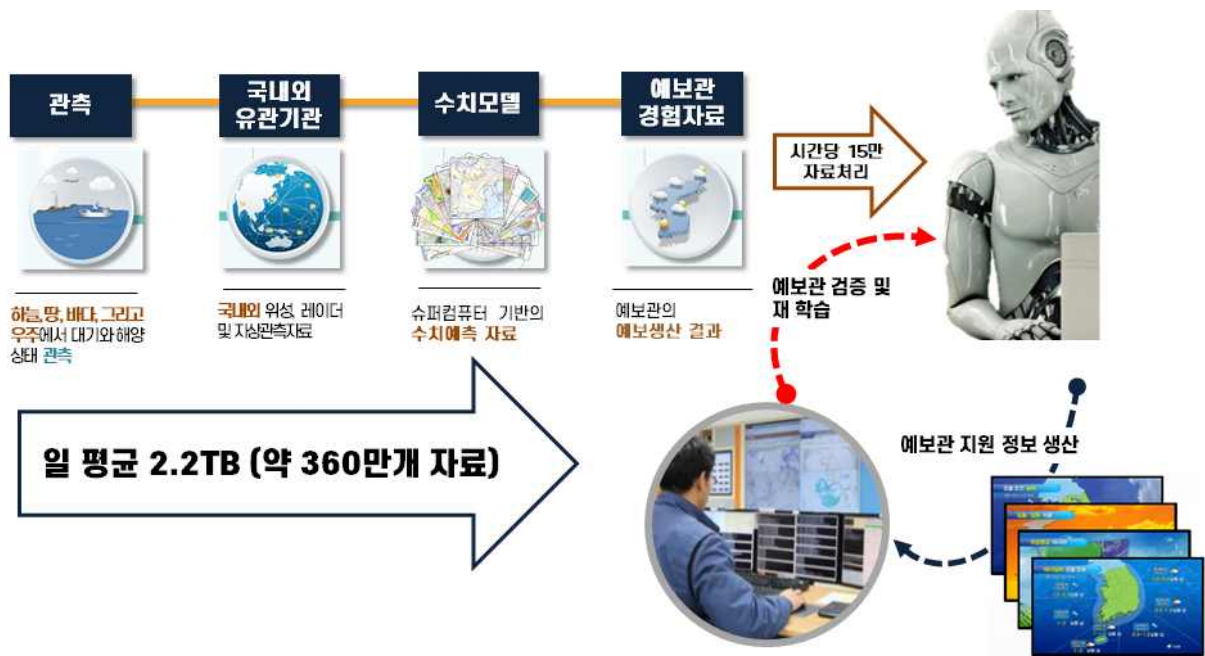 관측
국내외
유관기관
수치모델
예보관
경험자료
시간당 15만
자료처리
하늘, 땅, 바다, 그리고
우주에서 대기와 해양
상태 관측
국내외 위성, 레이더
및 지상관측자료
슈퍼컴퓨터 기반의
수치예측 자료
예보관의
예보생산 결과
예보관 검증 및
재 학습
일 평균 2.2TB (약 360만개 자료)
예보관 지원 정보 생산